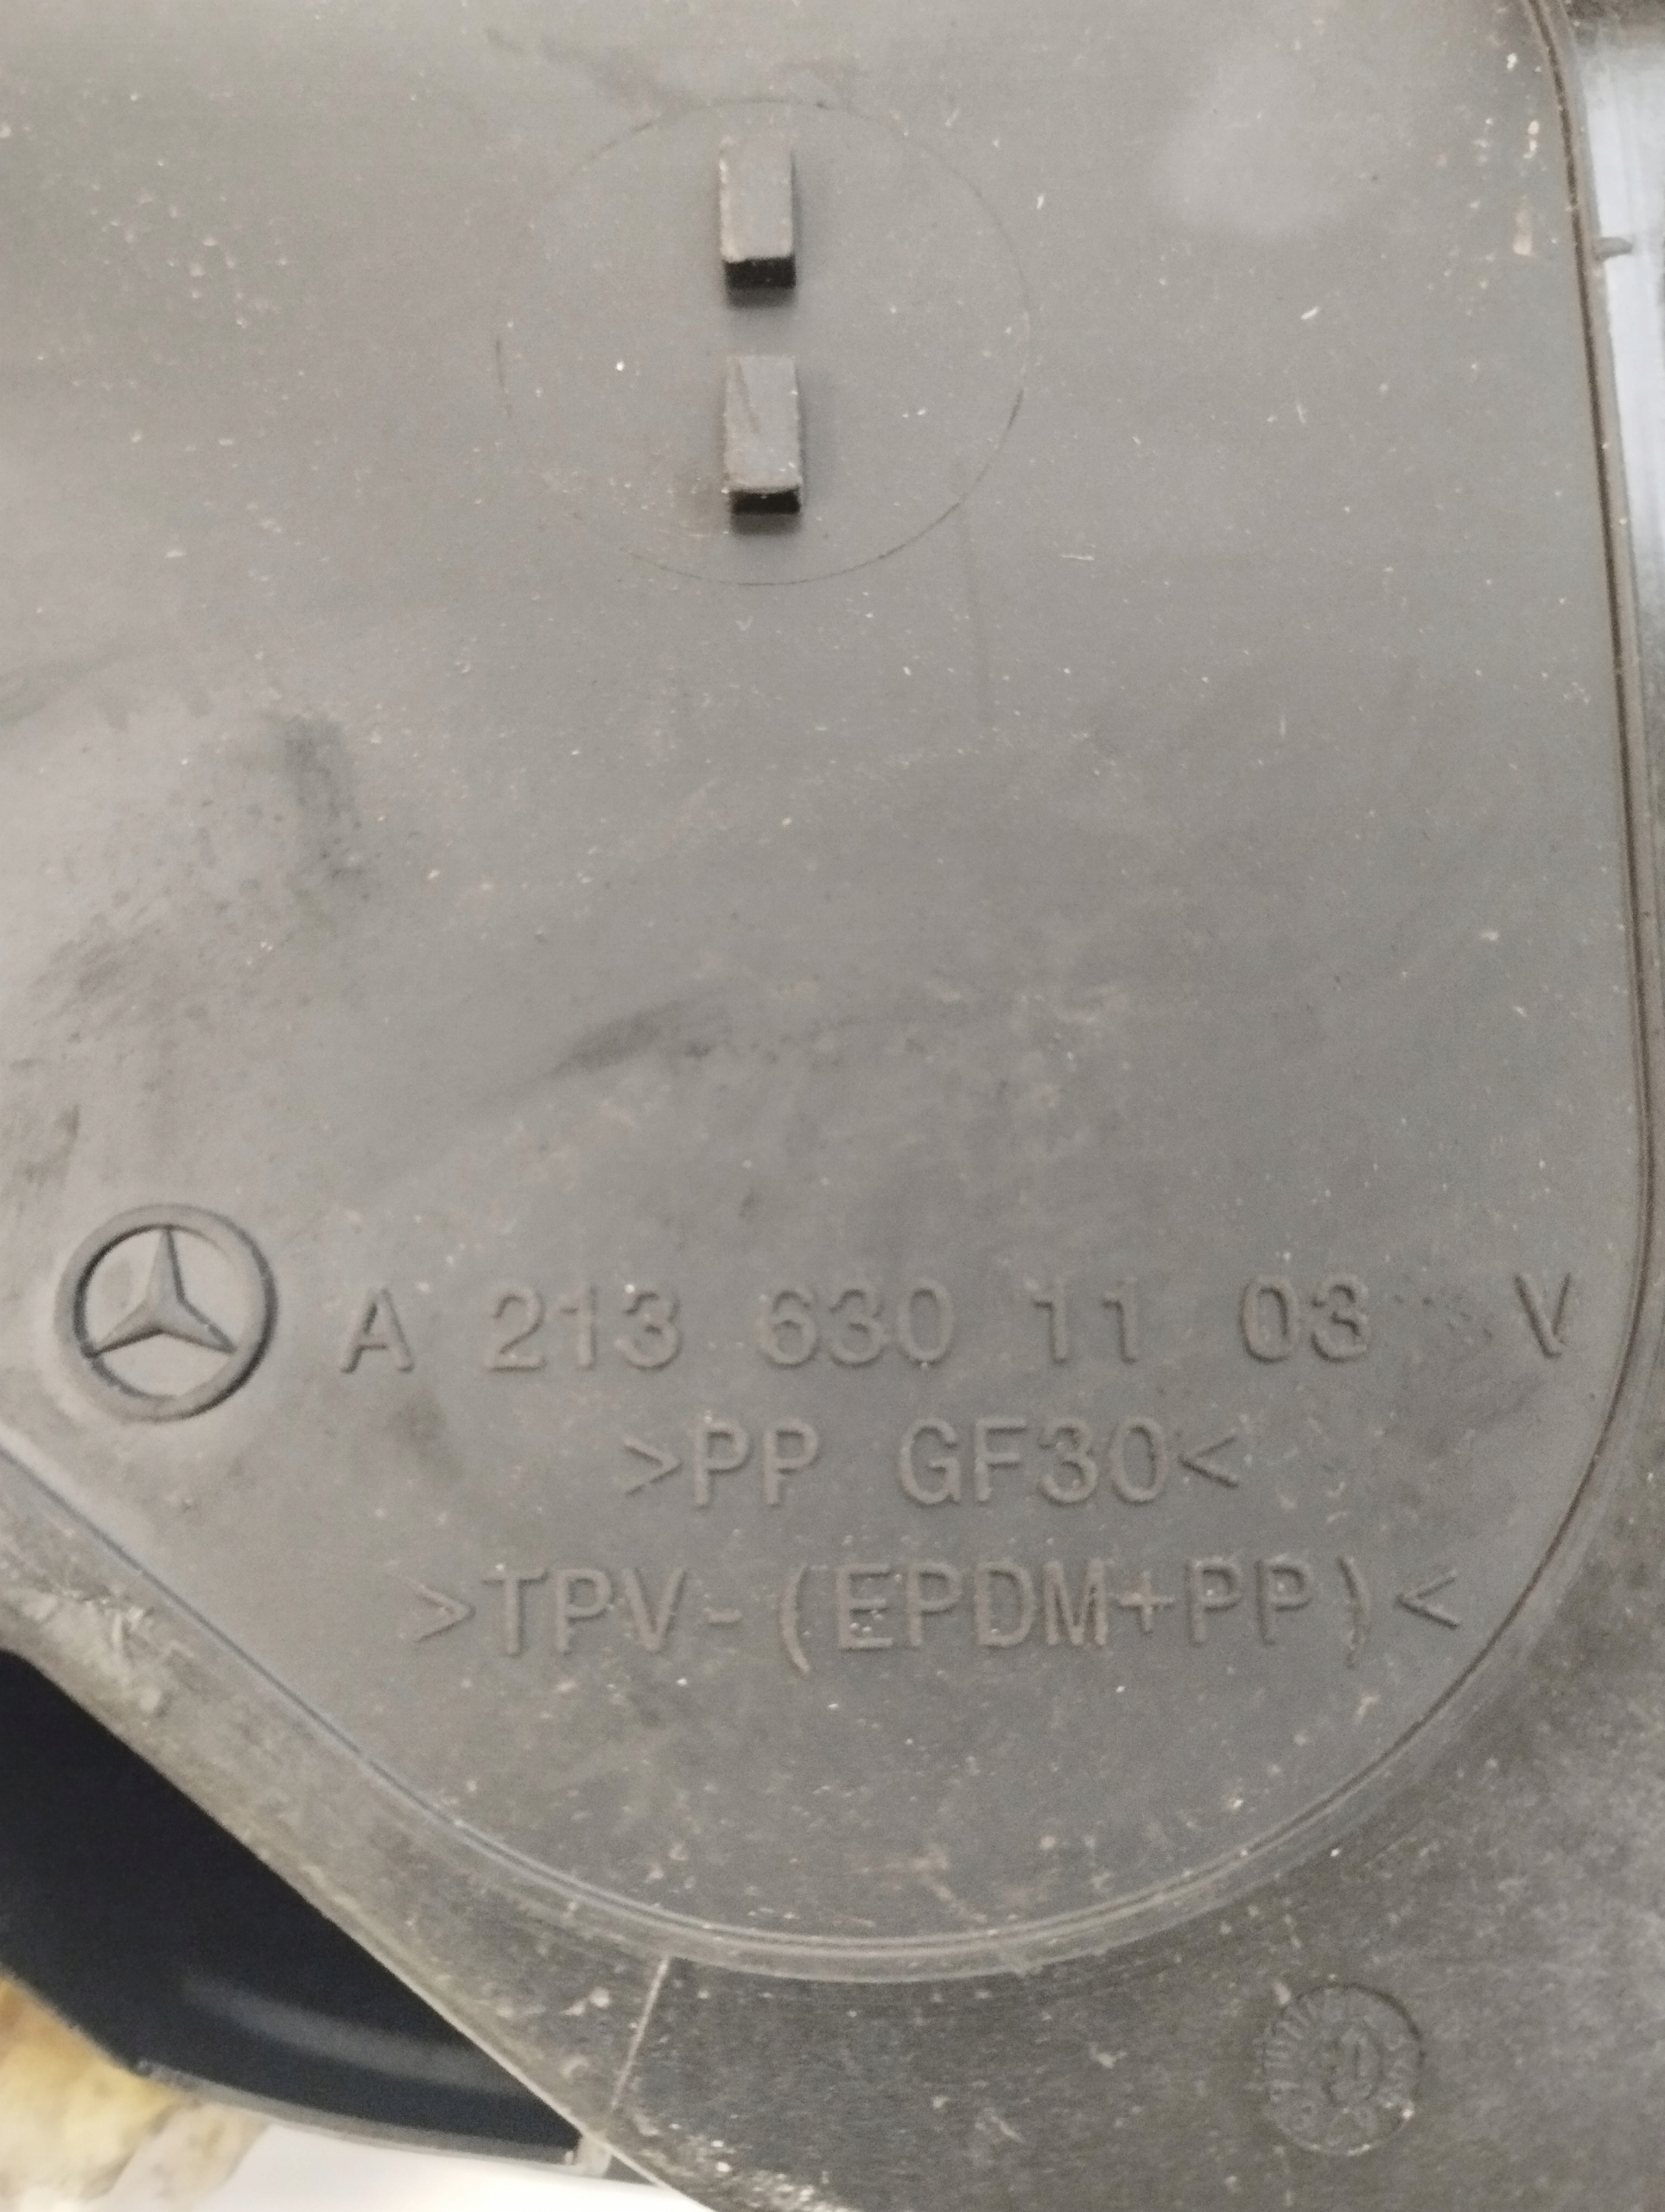 A 213 630 11 03 V
>PP GF30<
>TPV-(EPDM+PP)<